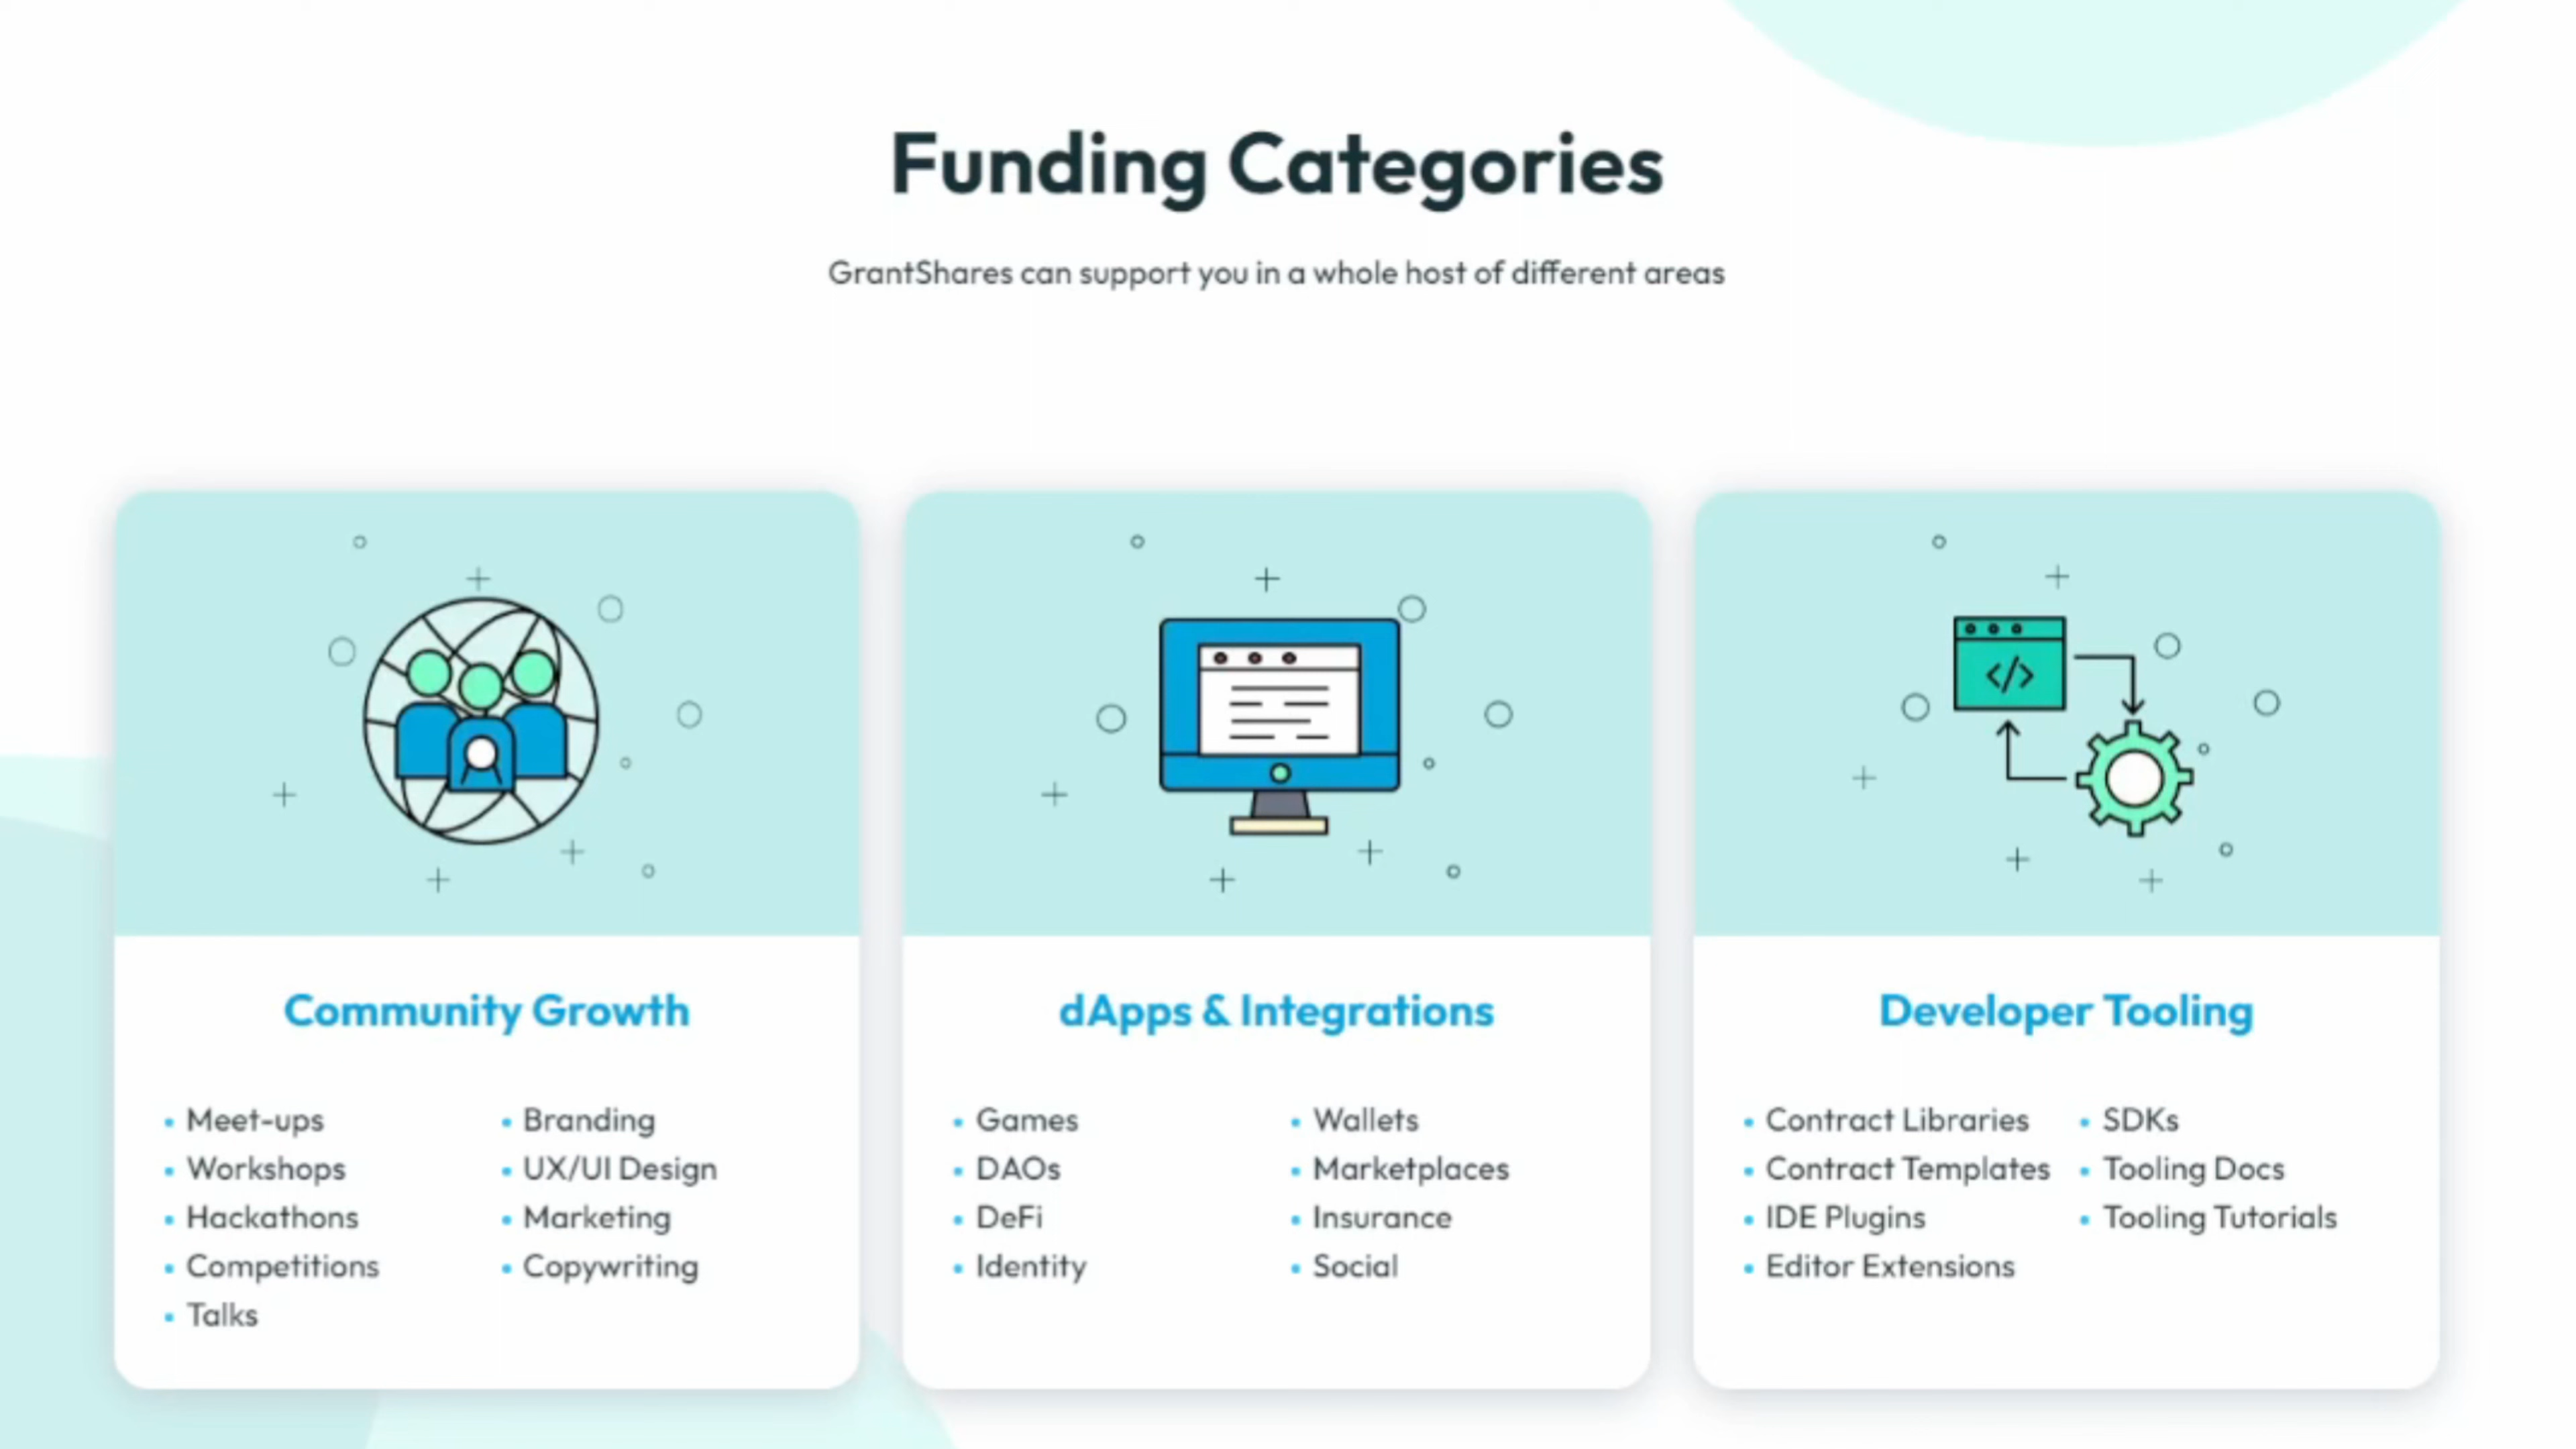 Funding Categories
GrantShares can support you in a whole host of different areas
</>
Community Growth
Meet-ups
Workshops
Hackathons
Competitions
Talks
Branding
UX/UI Design
Marketing
Copywriting
dApps & Integrations
Games
DAOs
DeFi
Identity
Wallets
Marketplaces
Insurance
Social
Developer Tooling
Contract Libraries
Contract Templates
IDE Plugins
Editor Extensions
SDKs
Tooling Docs
Tooling Tutorials